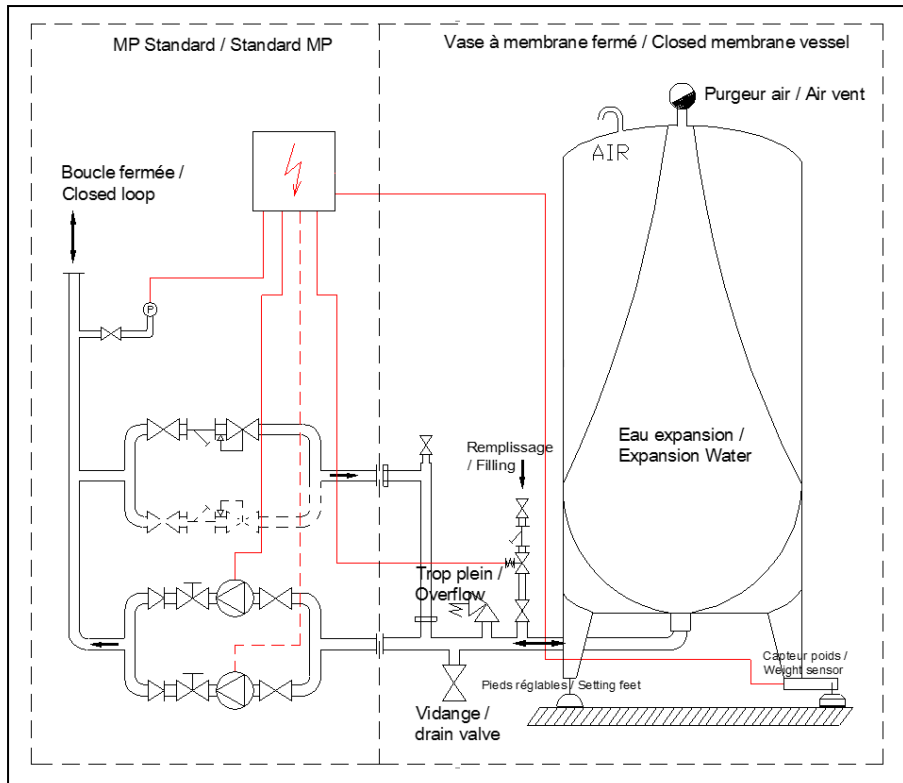 MP Standard / Standard MP
Vase à membrane fermé / Closed membrane vessel
Purgeur air / Air vent
AIR
Boucle fermée /
Closed loop
P
Eau expansion /
Expansion Water
Remplissage
/ Filling
Trop plein /
Overflow
Capteur poids /
Weight sensor
Pieds réglables / Setting feet
Vidange /
drain valve